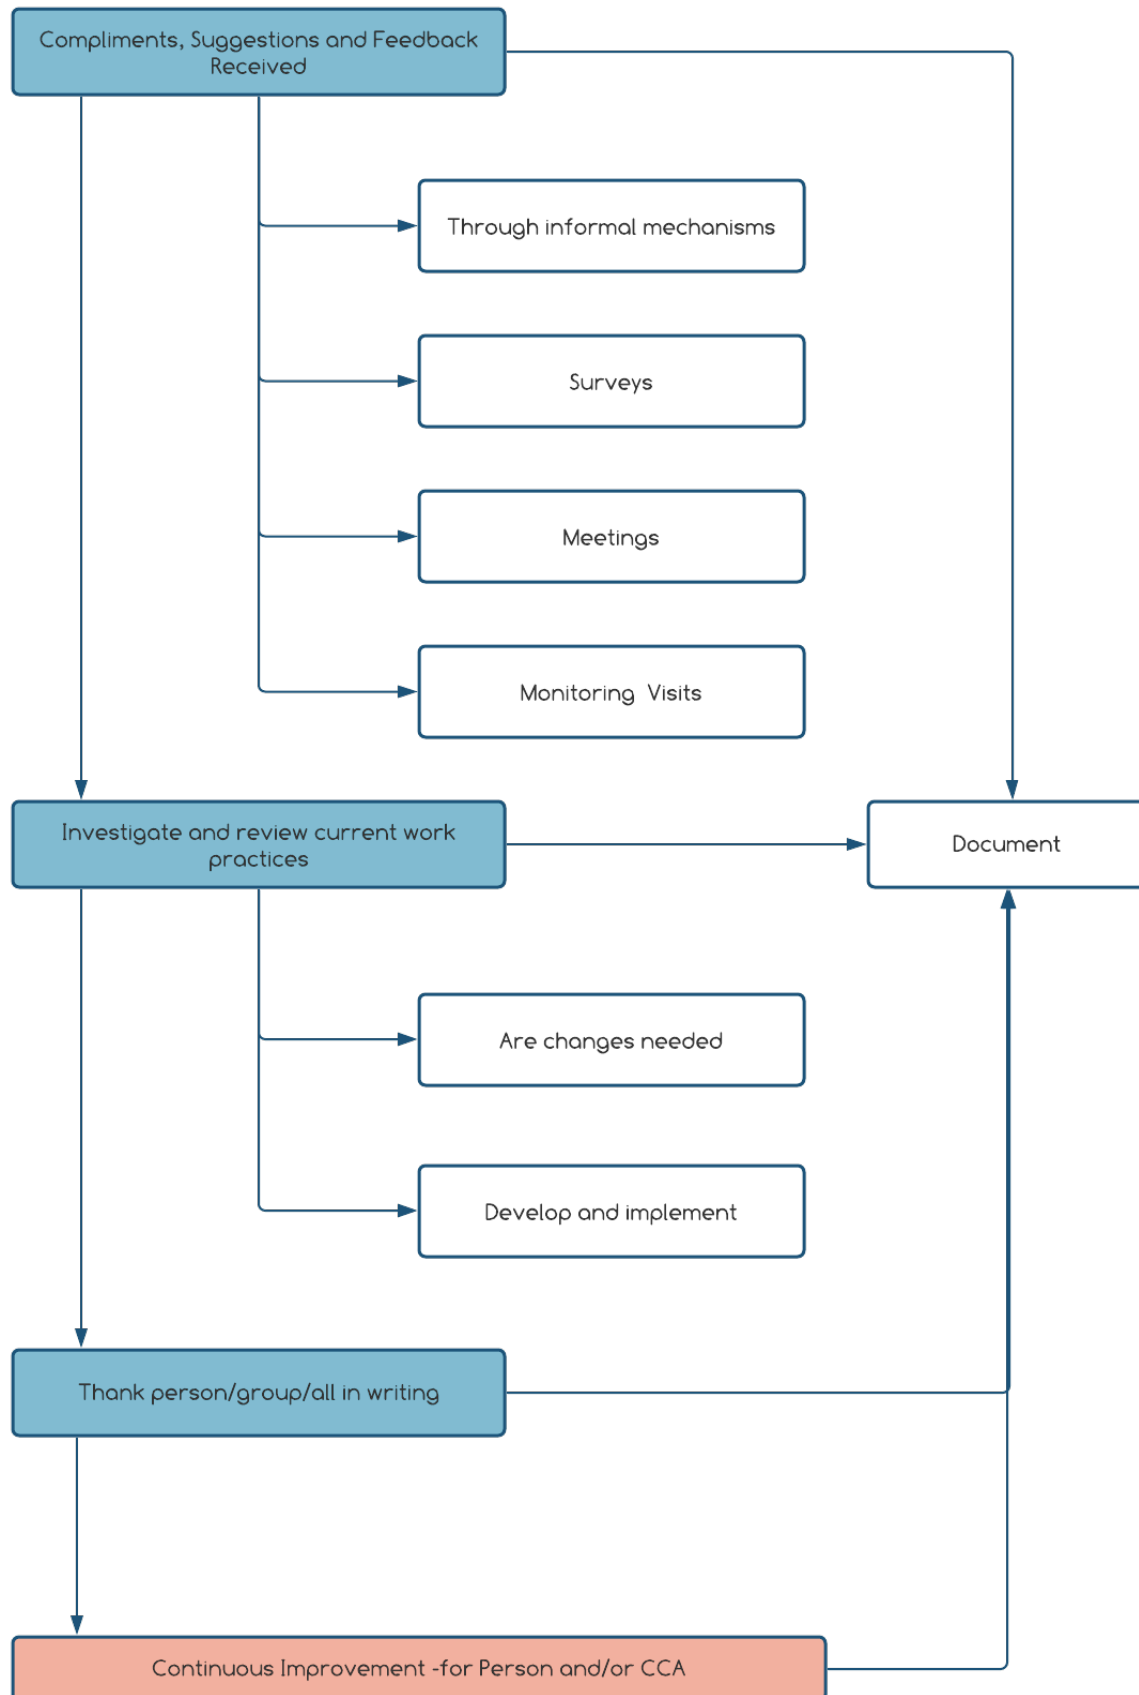 Compliments, Suggestions and Feedback
Received
Through informal mechanisms
Surveys
Meetings
Monitoring Visits
Investigate and review current work
practices
Document
Are changes needed
Develop and implement
Thank person/group/all in writing
Continuous Improvement -for Person and/or CCA